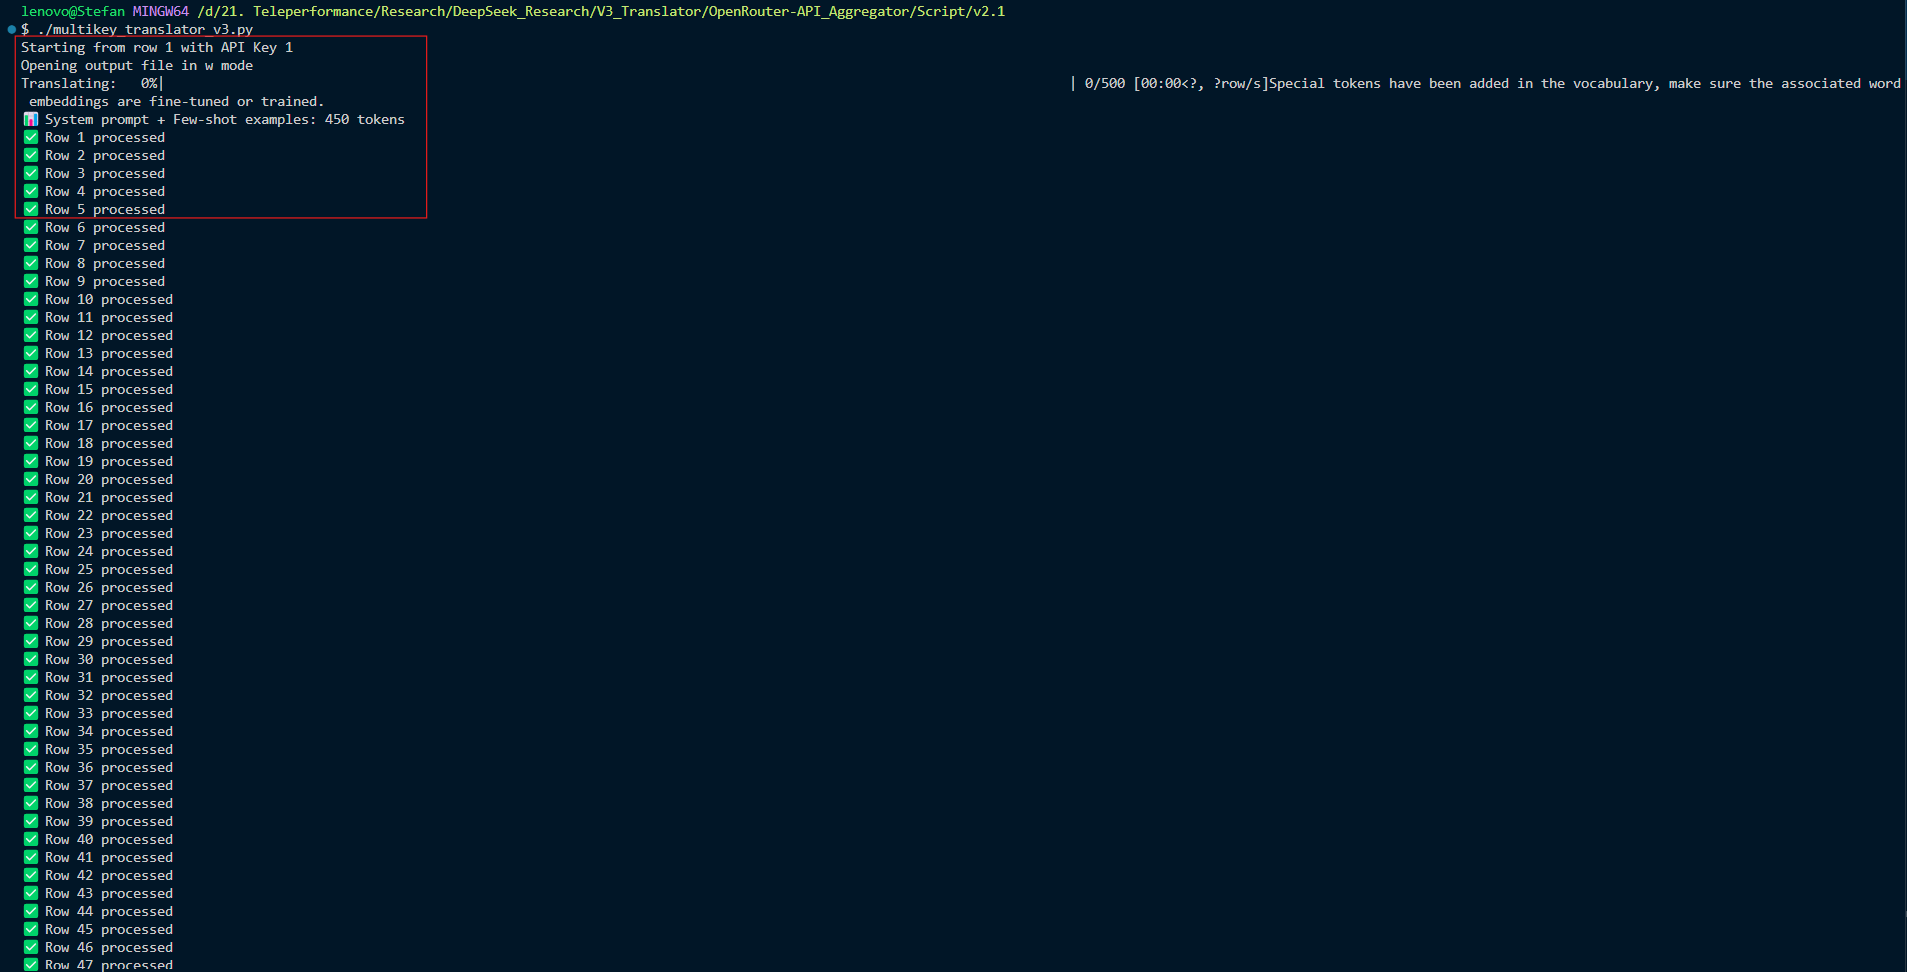 lenovo@Stefan MINGW64 /d/21. Teleperformance/Research/DeepSeek_Research/V3_Translator/OpenRouter-API_Aggregator/Script/v2.1
$ ./multikey_translator_v3.py
Starting from row 1 with API Key 1
Opening output file in w mode
Translating:   0%|                                                                                                                 | 0/500 [00:00<?, ?row/s]Special tokens have been added in the vocabulary, make sure the associated word
 embeddings are fine-tuned or trained.
📊 System prompt + Few-shot examples: 450 tokens
✅ Row 1 processed
✅ Row 2 processed
✅ Row 3 processed
✅ Row 4 processed
✅ Row 5 processed
✅ Row 6 processed
✅ Row 7 processed
✅ Row 8 processed
✅ Row 9 processed
✅ Row 10 processed
✅ Row 11 processed
✅ Row 12 processed
✅ Row 13 processed
✅ Row 14 processed
✅ Row 15 processed
✅ Row 16 processed
✅ Row 17 processed
✅ Row 18 processed
✅ Row 19 processed
✅ Row 20 processed
✅ Row 21 processed
✅ Row 22 processed
✅ Row 23 processed
✅ Row 24 processed
✅ Row 25 processed
✅ Row 26 processed
✅ Row 27 processed
✅ Row 28 processed
✅ Row 29 processed
✅ Row 30 processed
✅ Row 31 processed
✅ Row 32 processed
✅ Row 33 processed
✅ Row 34 processed
✅ Row 35 processed
✅ Row 36 processed
✅ Row 37 processed
✅ Row 38 processed
✅ Row 39 processed
✅ Row 40 processed
✅ Row 41 processed
✅ Row 42 processed
✅ Row 43 processed
✅ Row 44 processed
✅ Row 45 processed
✅ Row 46 processed
✅ Row 47 processed